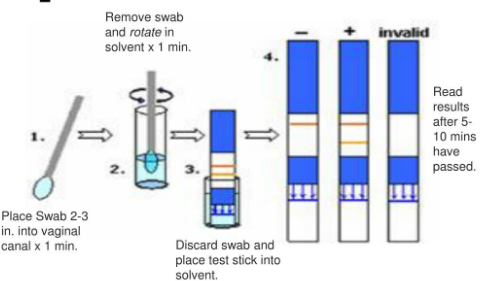 Remove swab
and rotate in
solvent x 1 min.
1.
Place Swab 2-3
in. into vaginal
canal x 1 min.
2.
3.
Discard swab and
place test stick into
solvent.
4.
– + invalid
Read
results
after 5-
10 mins
have
passed.